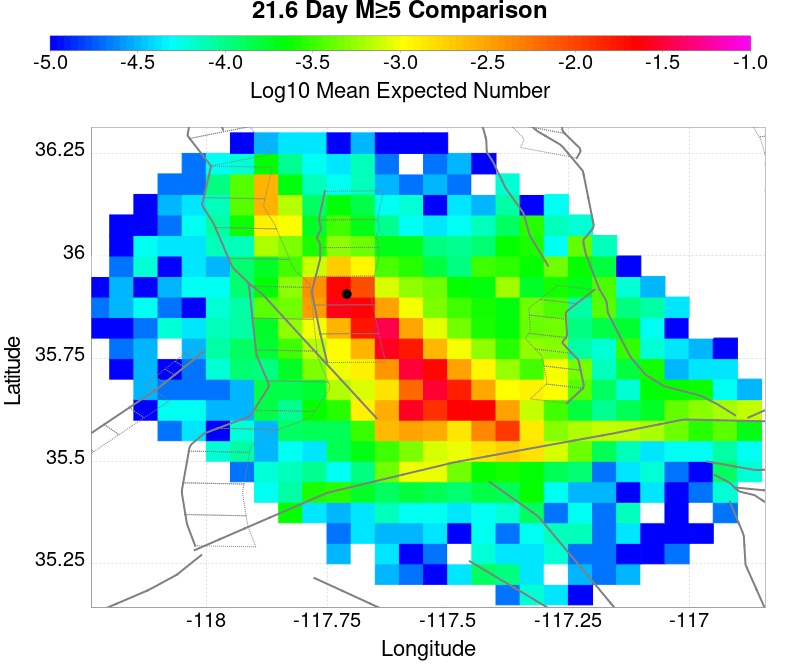 21.6 Day M≥5 Comparison
-5.0 -4.5 -4.0 -3.5 -3.0 -2.5 -2.0 -1.5 -1.0
Log10 Mean Expected Number
36.25
36
35.75
35.5
35.25
Latitude
-118 -117.75 -117.5 -117.25 -117
Longitude